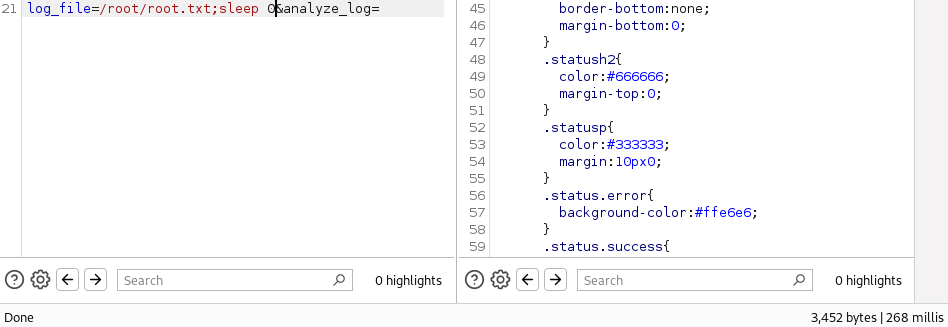 21 log_file=/root/root.txt;sleep 0&analyze_log=
45 border-bottom:none;
46 margin-bottom:0;
47 }
48 .statush2{
49 color:#666666;
50 margin-top:0;
51 }
52 .statusp{
53 color:#333333;
54 margin:10px0;
55 }
56 .status.error{
57 background-color:#ffe6e6;
58 }
59 .status.success{
Search 0 highlights
Search 0 highlights
Done 3,452 bytes | 268 millis